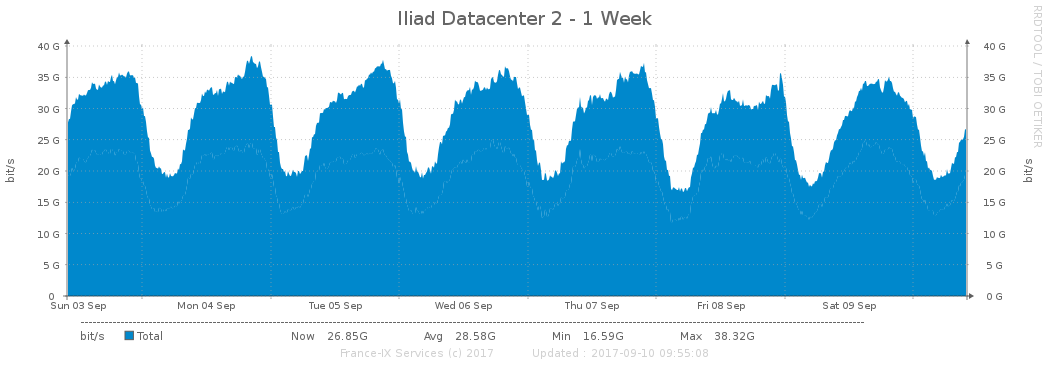 Iliad Datacenter 2 - 1 Week
RRDTOOL / TOBI OETIKER
40 G 40 G
35 G 35 G
30 G 30 G
25 G 25 G
20 G 20 G
15 G 15 G
10 G 10 G
5 G 5 G
0 0 G
bit/s bit/s
Sun 03 Sep Mon 04 Sep Tue 05 Sep Wed 06 Sep Thu 07 Sep Fri 08 Sep Sat 09 Sep
bit/s Total Now 26.85G Avg 28.58G Min 16.59G Max 38.32G
France-IX Services (c) 2017 Updated : 2017-09-10 09:55:08